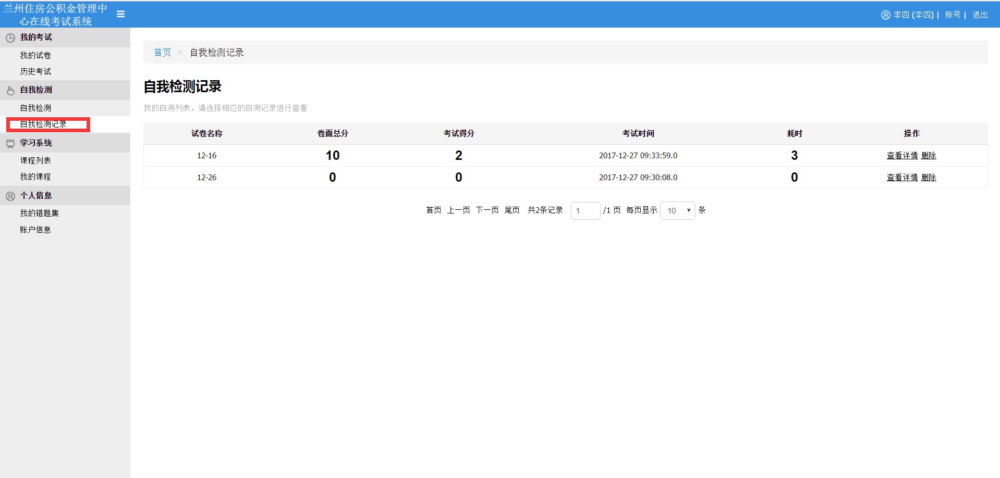 兰州住房公积金管理中
心在线考试系统
李四 (李四) | 账号 | 退出
我的考试
我的试卷
历史考试
自我检测
自我检测
自我检测记录
学习系统
课程列表
我的课程
个人信息
我的错题集
账户信息
首页 > 自我检测记录
自我检测记录
我的自测列表，请选择相应的自测记录进行查看
试卷名称 卷面总分 考试得分 考试时间 耗时 操作
12-16 10 2 2017-12-27 09:33:59.0 3 查看详情 删除
12-26 0 0 2017-12-27 09:30:08.0 0 查看详情 删除
首页 上一页 下一页 尾页 共2条记录 1 /1 页 每页显示 10 条